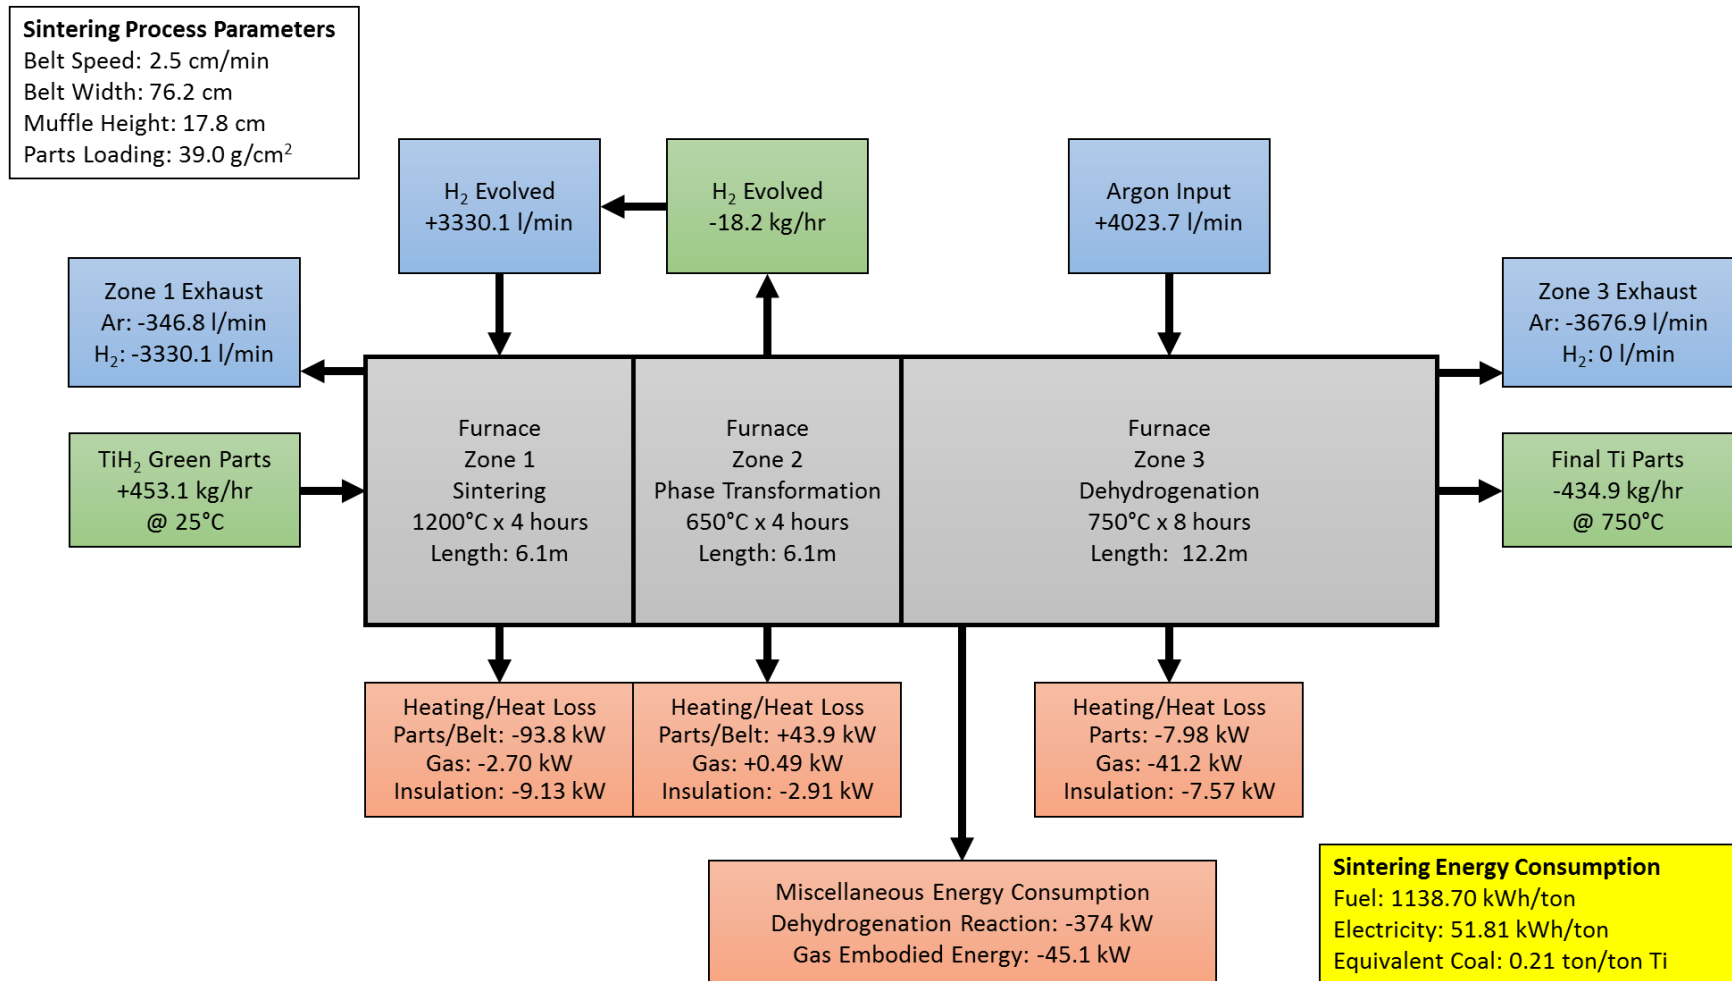 Sintering Process Parameters
Belt Speed: 2.5 cm/min
Belt Width: 76.2 cm
Muffle Height: 17.8 cm
Parts Loading: 39.0 g/cm²
H₂ Evolved
+3330.1 l/min
H₂ Evolved
-18.2 kg/hr
Argon Input
+4023.7 l/min
Zone 1 Exhaust
Ar: -346.8 l/min
H₂: -3330.1 l/min
Zone 3 Exhaust
Ar: -3676.9 l/min
H₂: 0 l/min
TiH₂ Green Parts
+453.1 kg/hr
@ 25°C
Furnace
Zone 1
Sintering
1200°C x 4 hours
Length: 6.1m
Furnace
Zone 2
Phase Transformation
650°C x 4 hours
Length: 6.1m
Furnace
Zone 3
Dehydrogenation
750°C x 8 hours
Length: 12.2m
Final Ti Parts
-434.9 kg/hr
@ 750°C
Heating/Heat Loss
Parts/Belt: -93.8 kW
Gas: -2.70 kW
Insulation: -9.13 kW
Heating/Heat Loss
Parts/Belt: +43.9 kW
Gas: +0.49 kW
Insulation: -2.91 kW
Heating/Heat Loss
Parts: -7.98 kW
Gas: -41.2 kW
Insulation: -7.57 kW
Miscellaneous Energy Consumption
Dehydrogenation Reaction: -374 kW
Gas Embodied Energy: -45.1 kW
Sintering Energy Consumption
Fuel: 1138.70 kWh/ton
Electricity: 51.81 kWh/ton
Equivalent Coal: 0.21 ton/ton Ti